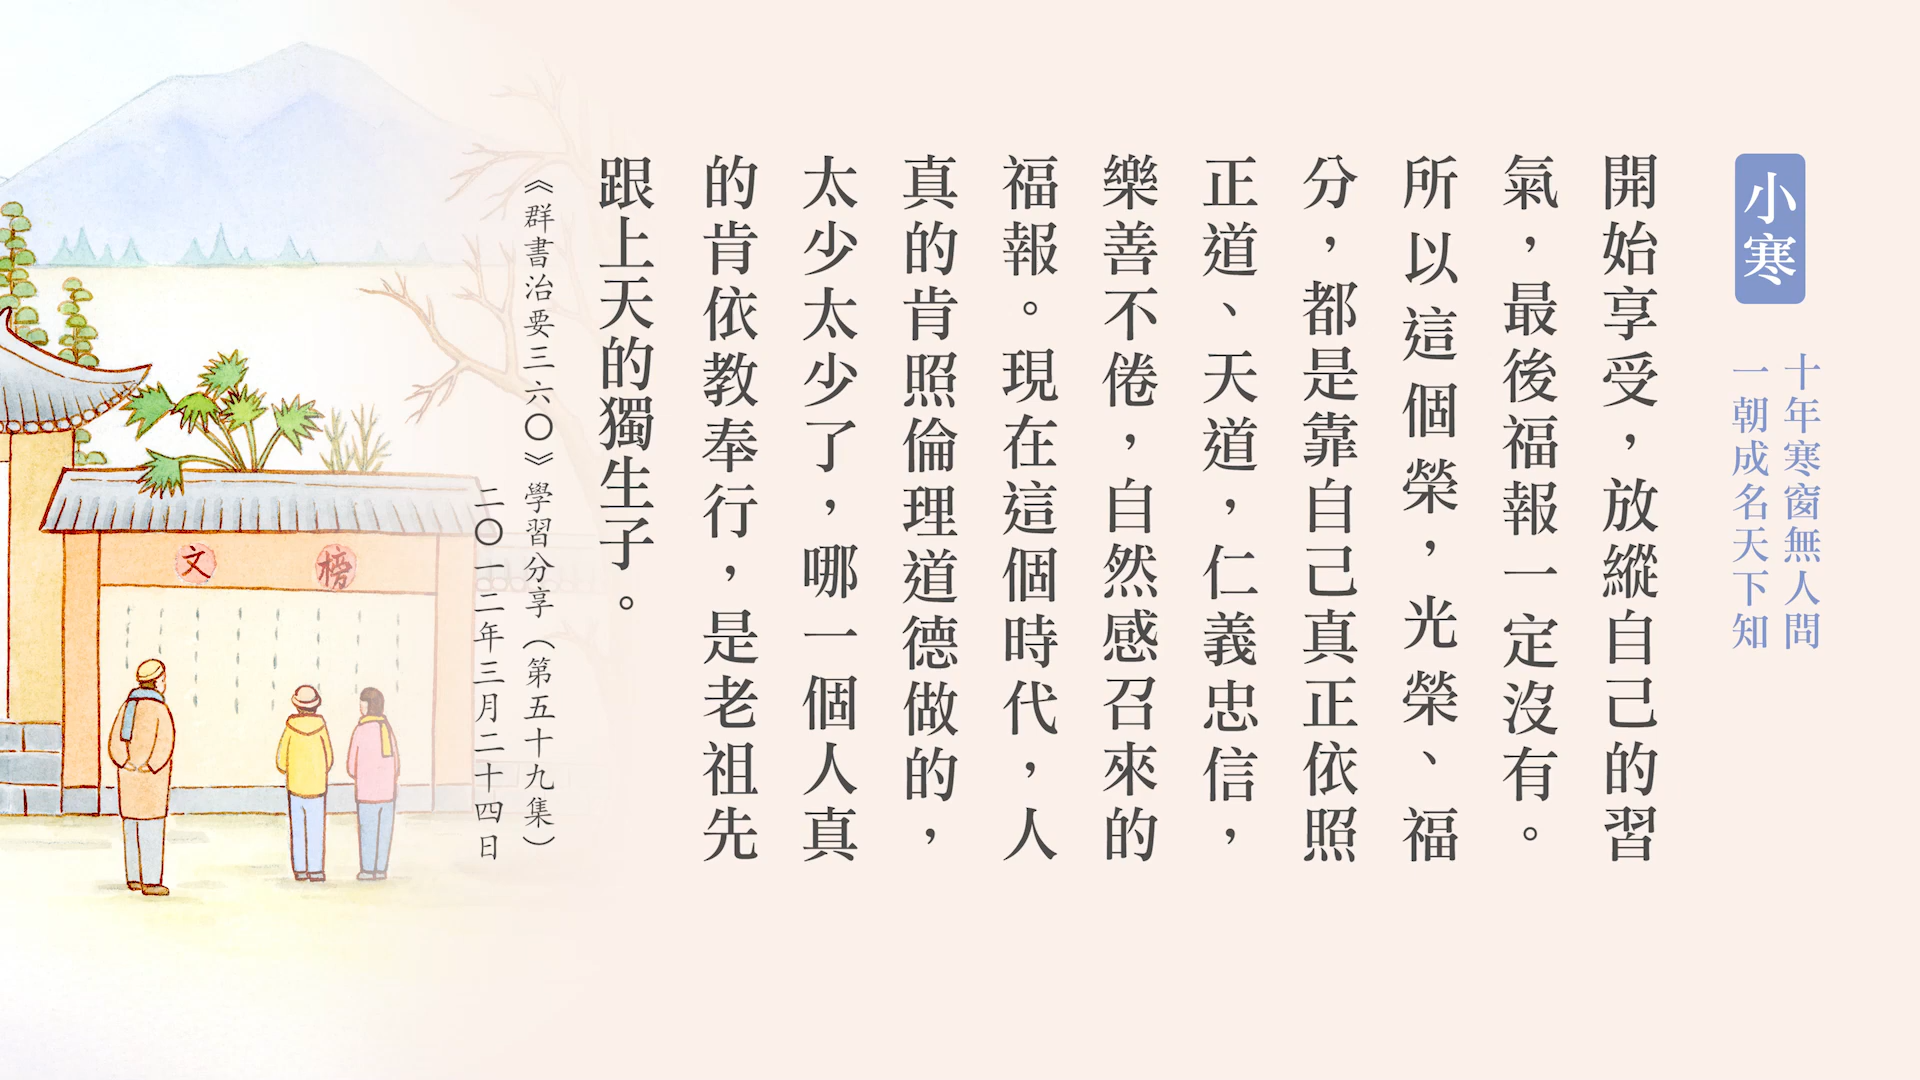 小寒
十年寒窗無人問
一朝成名天下知
開始享受，放縱自己的習
氣，最後福報一定沒有。
所以這個榮，光榮、福
分，都是靠自己真正依照
正道、天道，仁義忠信，
樂善不倦，自然感召來的
福報。現在這個時代，人
真的肯照倫理道德做的，
太少太少了，哪一個人真
的肯依教奉行，是老祖先
跟上天的獨生子。
《群書治要三六〇》學習分享（第五十九集）
二〇一二年三月二十四日
文 榜